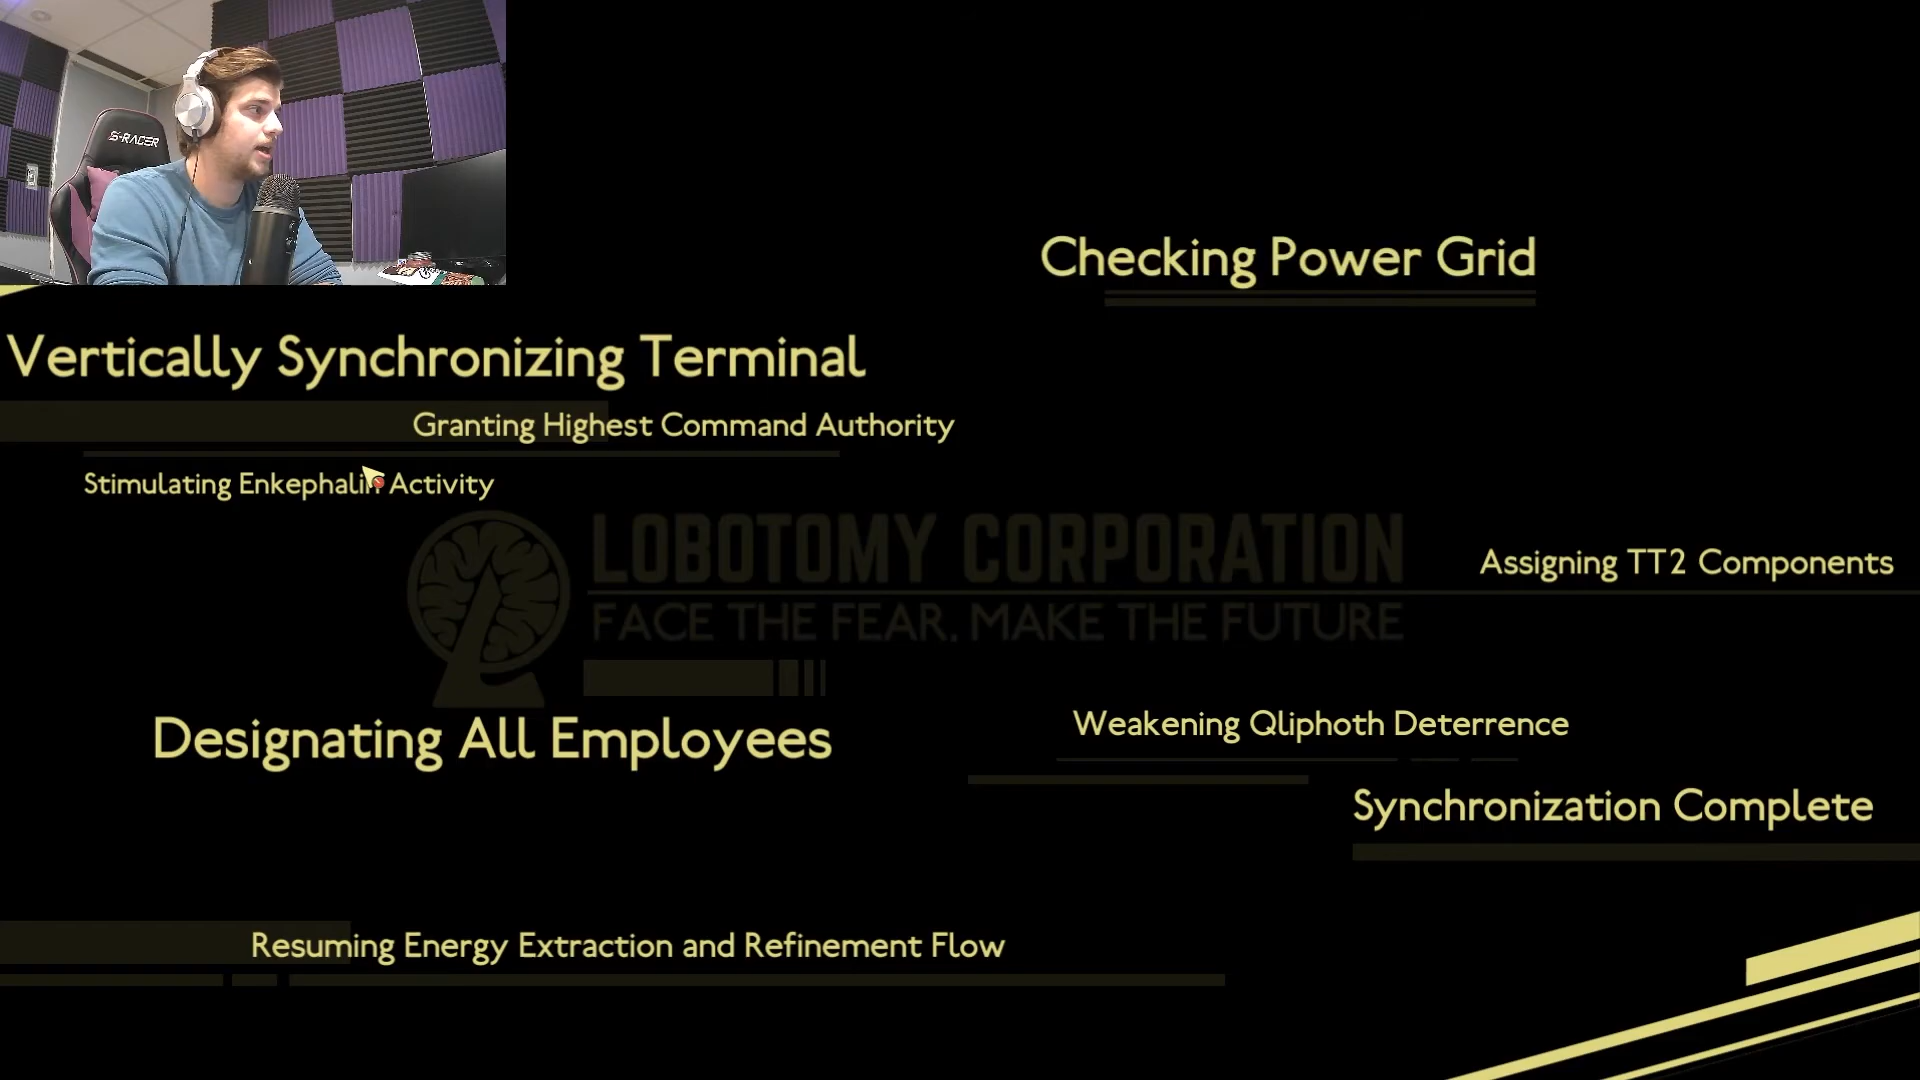 S-RACER
Checking Power Grid
Vertically Synchronizing Terminal
Granting Highest Command Authority
Stimulating Enkephalin Activity
LOBOTOMY CORPORATION
FACE THE FEAR, MAKE THE FUTURE
Assigning TT2 Components
Designating All Employees
Weakening Qliphoth Deterrence
Synchronization Complete
Resuming Energy Extraction and Refinement Flow